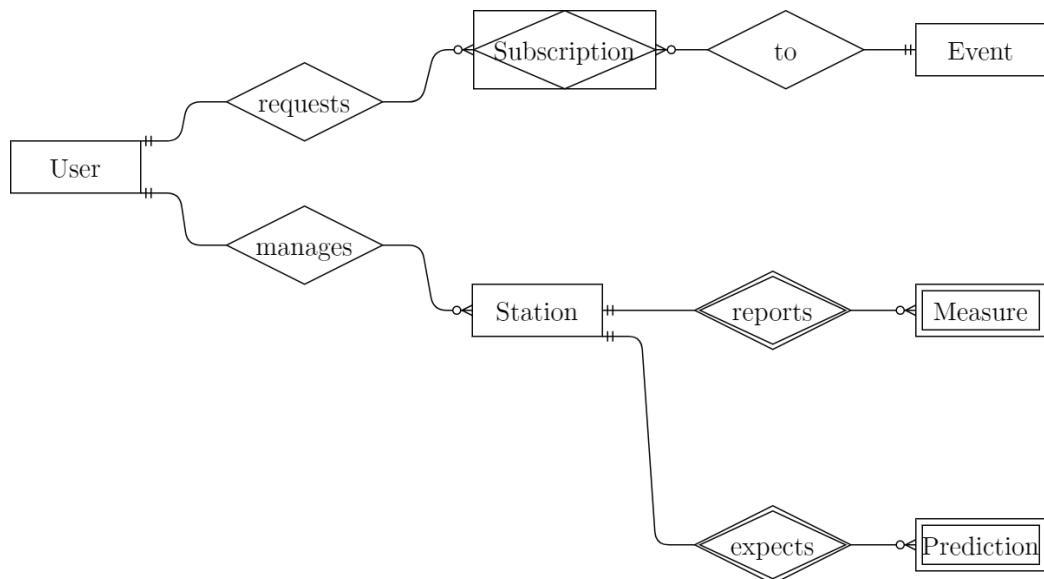 Subscription
to
Event
requests
User
manages
Station
reports
Measure
expects
Prediction